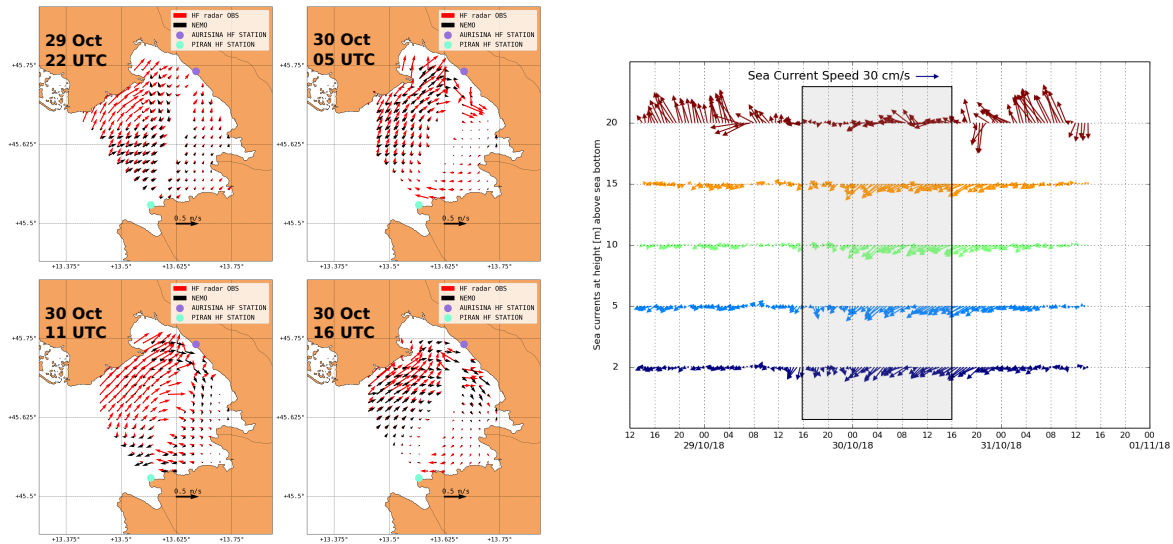 29 Oct
22 UTC
HF radar OBS
NEMO
AURISINA HF STATION
PIRAN HF STATION
+45.75°
+45.625°
+45.5°
0.5 m/s
+13.375° +13.5° +13.625° +13.75°
30 Oct
05 UTC
HF radar OBS
NEMO
AURISINA HF STATION
PIRAN HF STATION
+45.75°
+45.625°
+45.5°
0.5 m/s
+13.375° +13.5° +13.625° +13.75°
30 Oct
11 UTC
HF radar OBS
NEMO
AURISINA HF STATION
PIRAN HF STATION
+45.75°
+45.625°
+45.5°
0.5 m/s
+13.375° +13.5° +13.625° +13.75°
30 Oct
16 UTC
HF radar OBS
NEMO
AURISINA HF STATION
PIRAN HF STATION
+45.75°
+45.625°
+45.5°
0.5 m/s
+13.375° +13.5° +13.625° +13.75°
Sea Current Speed 30 cm/s
Sea currents at height [m] above sea bottom
20
15
10
5
2
12 16 20 00 04 08 12 16 20 00 04 08 12 16 20 00 04 08 12 16 20 00
29/10/18 30/10/18 31/10/18 01/11/18